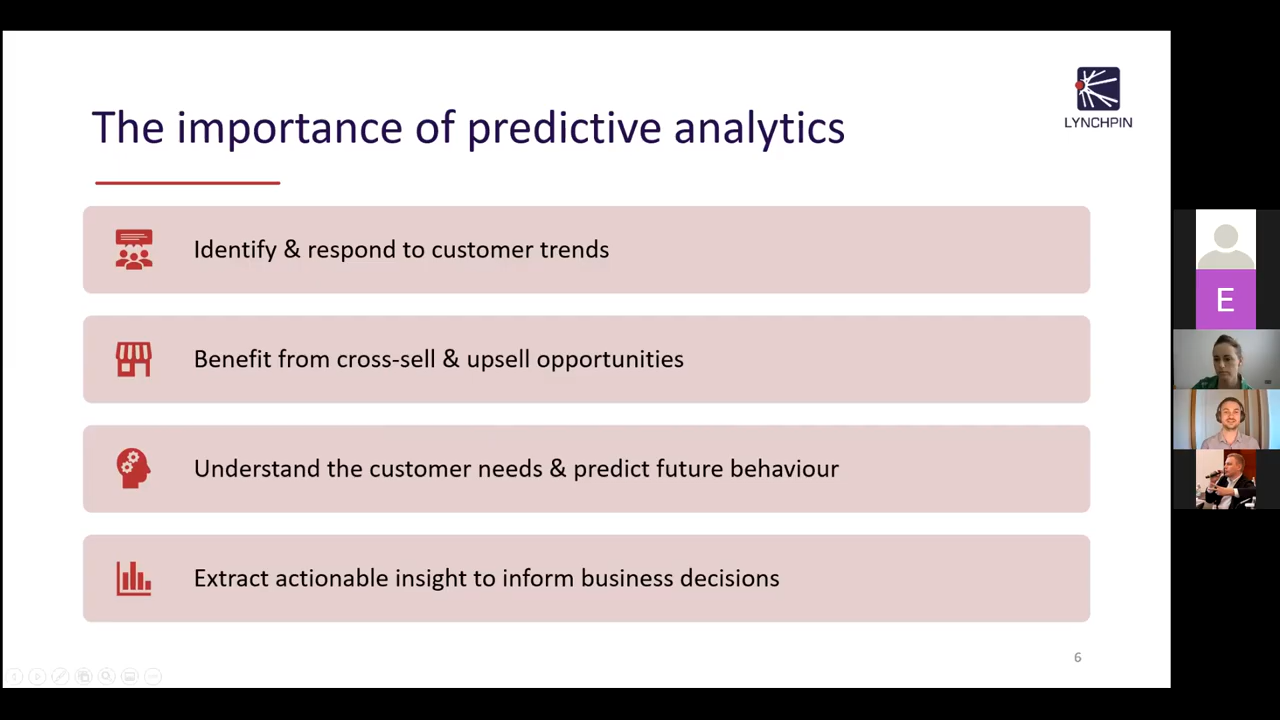 The importance of predictive analytics
LYNCHPIN
Identify & respond to customer trends
Benefit from cross-sell & upsell opportunities
Understand the customer needs & predict future behaviour
Extract actionable insight to inform business decisions
6
E